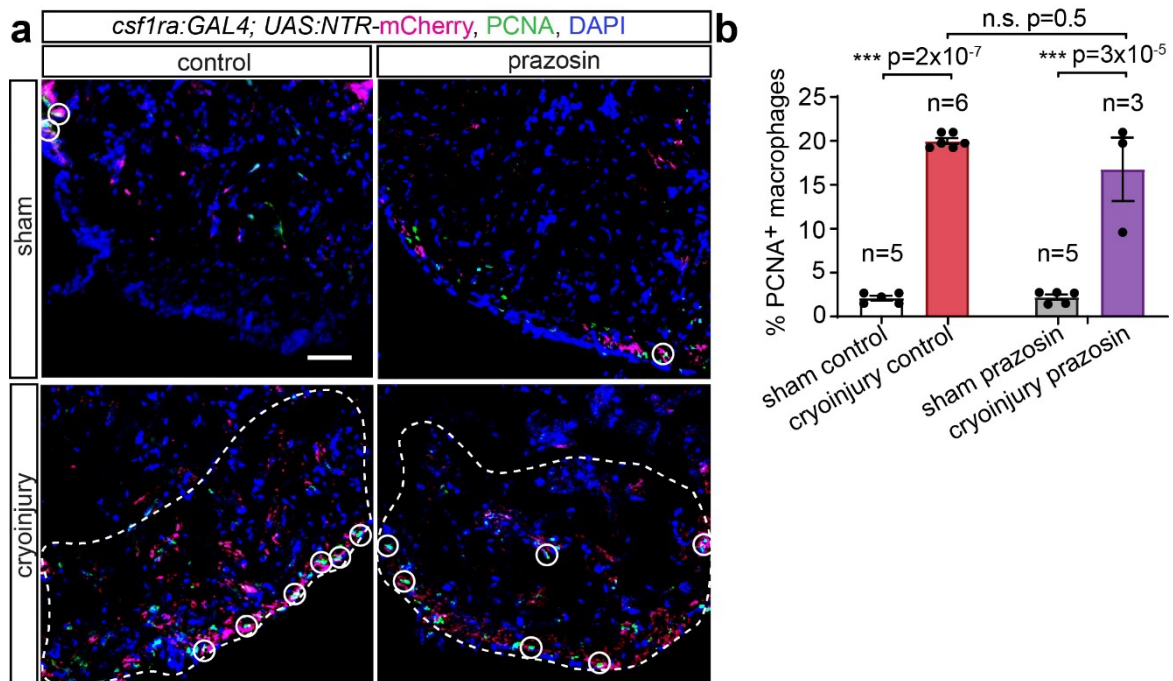 a
csf1ra:GAL4; UAS:NTR-mCherry, PCNA, DAPI
control
prazosin
sham
cryoinjury
b
n.s. p=0.5
*** p=2x10⁻⁷
*** p=3x10⁻⁵
n=6
n=3
n=5
n=5
% PCNA⁺ macrophages
25
20
15
10
5
0
sham control
cryoinjury control
sham prazosin
cryoinjury prazosin